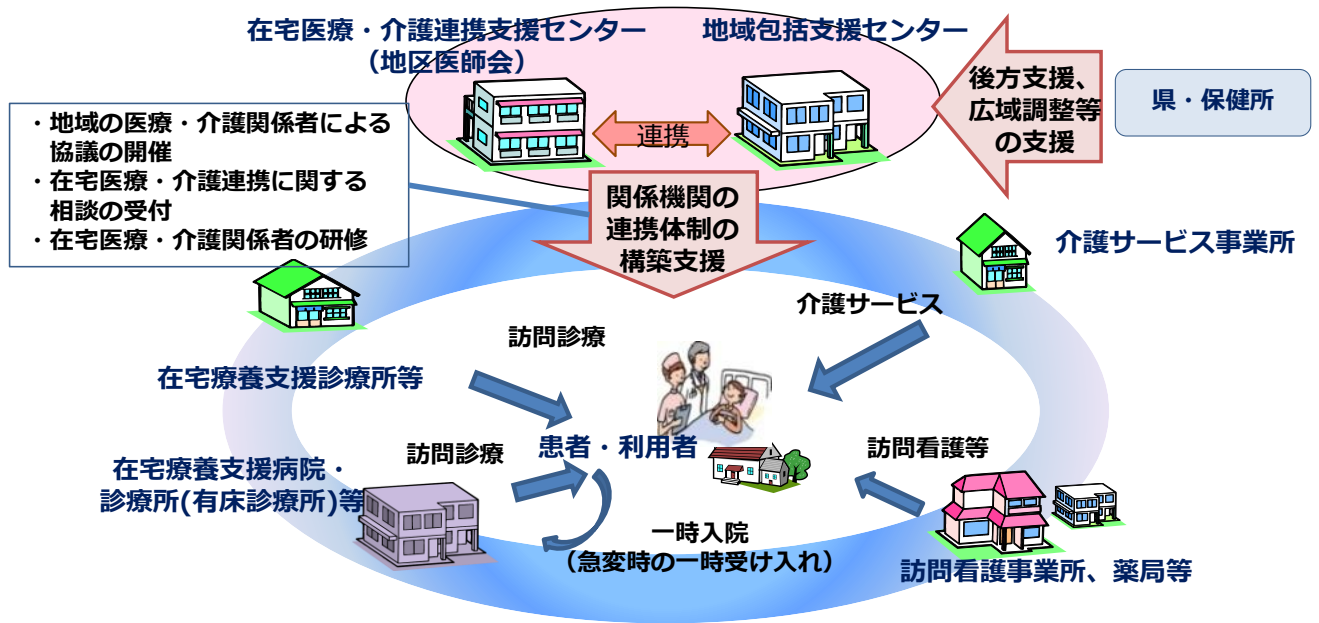 在宅医療・介護連携支援センター
（地区医師会）
地域包括支援センター
連携
後方支援、
広域調整等
の支援
県・保健所
・地域の医療・介護関係者による
協議の開催
・在宅医療・介護連携に関する
相談の受付
・在宅医療・介護関係者の研修
関係機関の
連携体制の
構築支援
介護サービス事業所
介護サービス
訪問診療
在宅療養支援診療所等
患者・利用者
訪問看護等
訪問診療
在宅療養支援病院・
診療所(有床診療所)等
一時入院
（急変時の一時受け入れ）
訪問看護事業所、薬局等